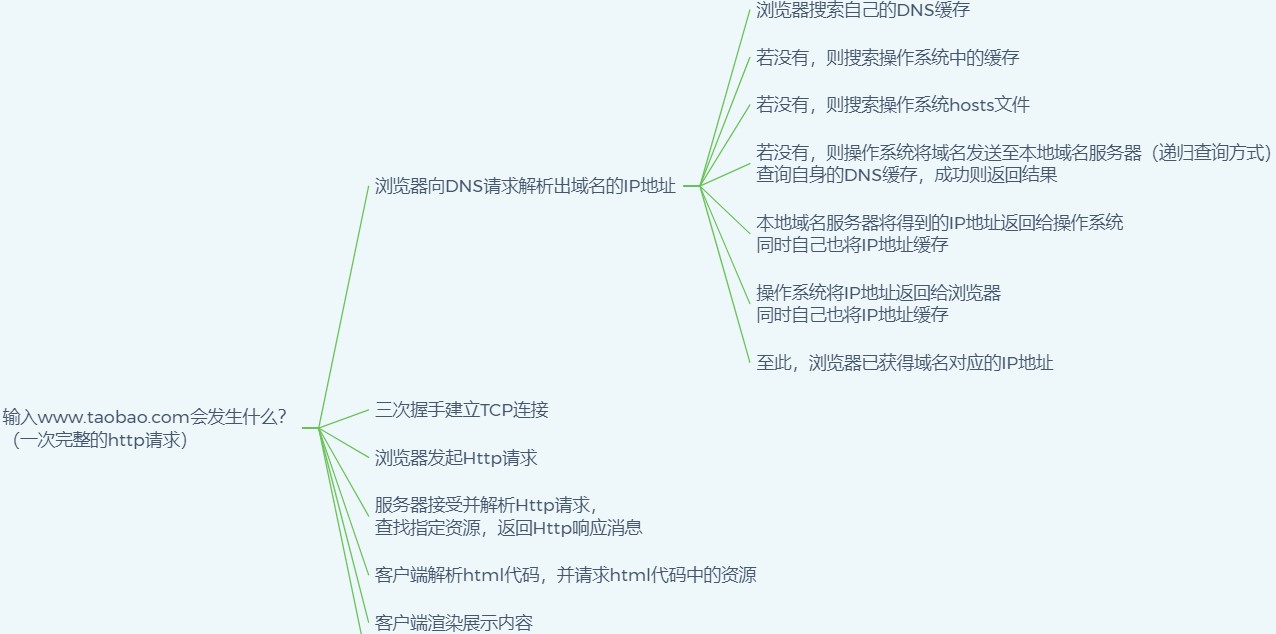 浏览器搜索自己的DNS缓存
若没有，则搜索操作系统中的缓存
若没有，则搜索操作系统hosts文件
若没有，则操作系统将域名发送至本地域名服务器（递归查询方式）
查询自身的DNS缓存，成功则返回结果
浏览器向DNS请求解析出域名的IP地址
本地域名服务器将得到的IP地址返回给操作系统
同时自己也将IP地址缓存
操作系统将IP地址返回给浏览器
同时自己也将IP地址缓存
至此，浏览器已获得域名对应的IP地址
输入www.taobao.com会发生什么？
（一次完整的http请求）
三次握手建立TCP连接
浏览器发起Http请求
服务器接受并解析Http请求，
查找指定资源，返回Http响应消息
客户端解析html代码，并请求html代码中的资源
客户端渲染展示内容